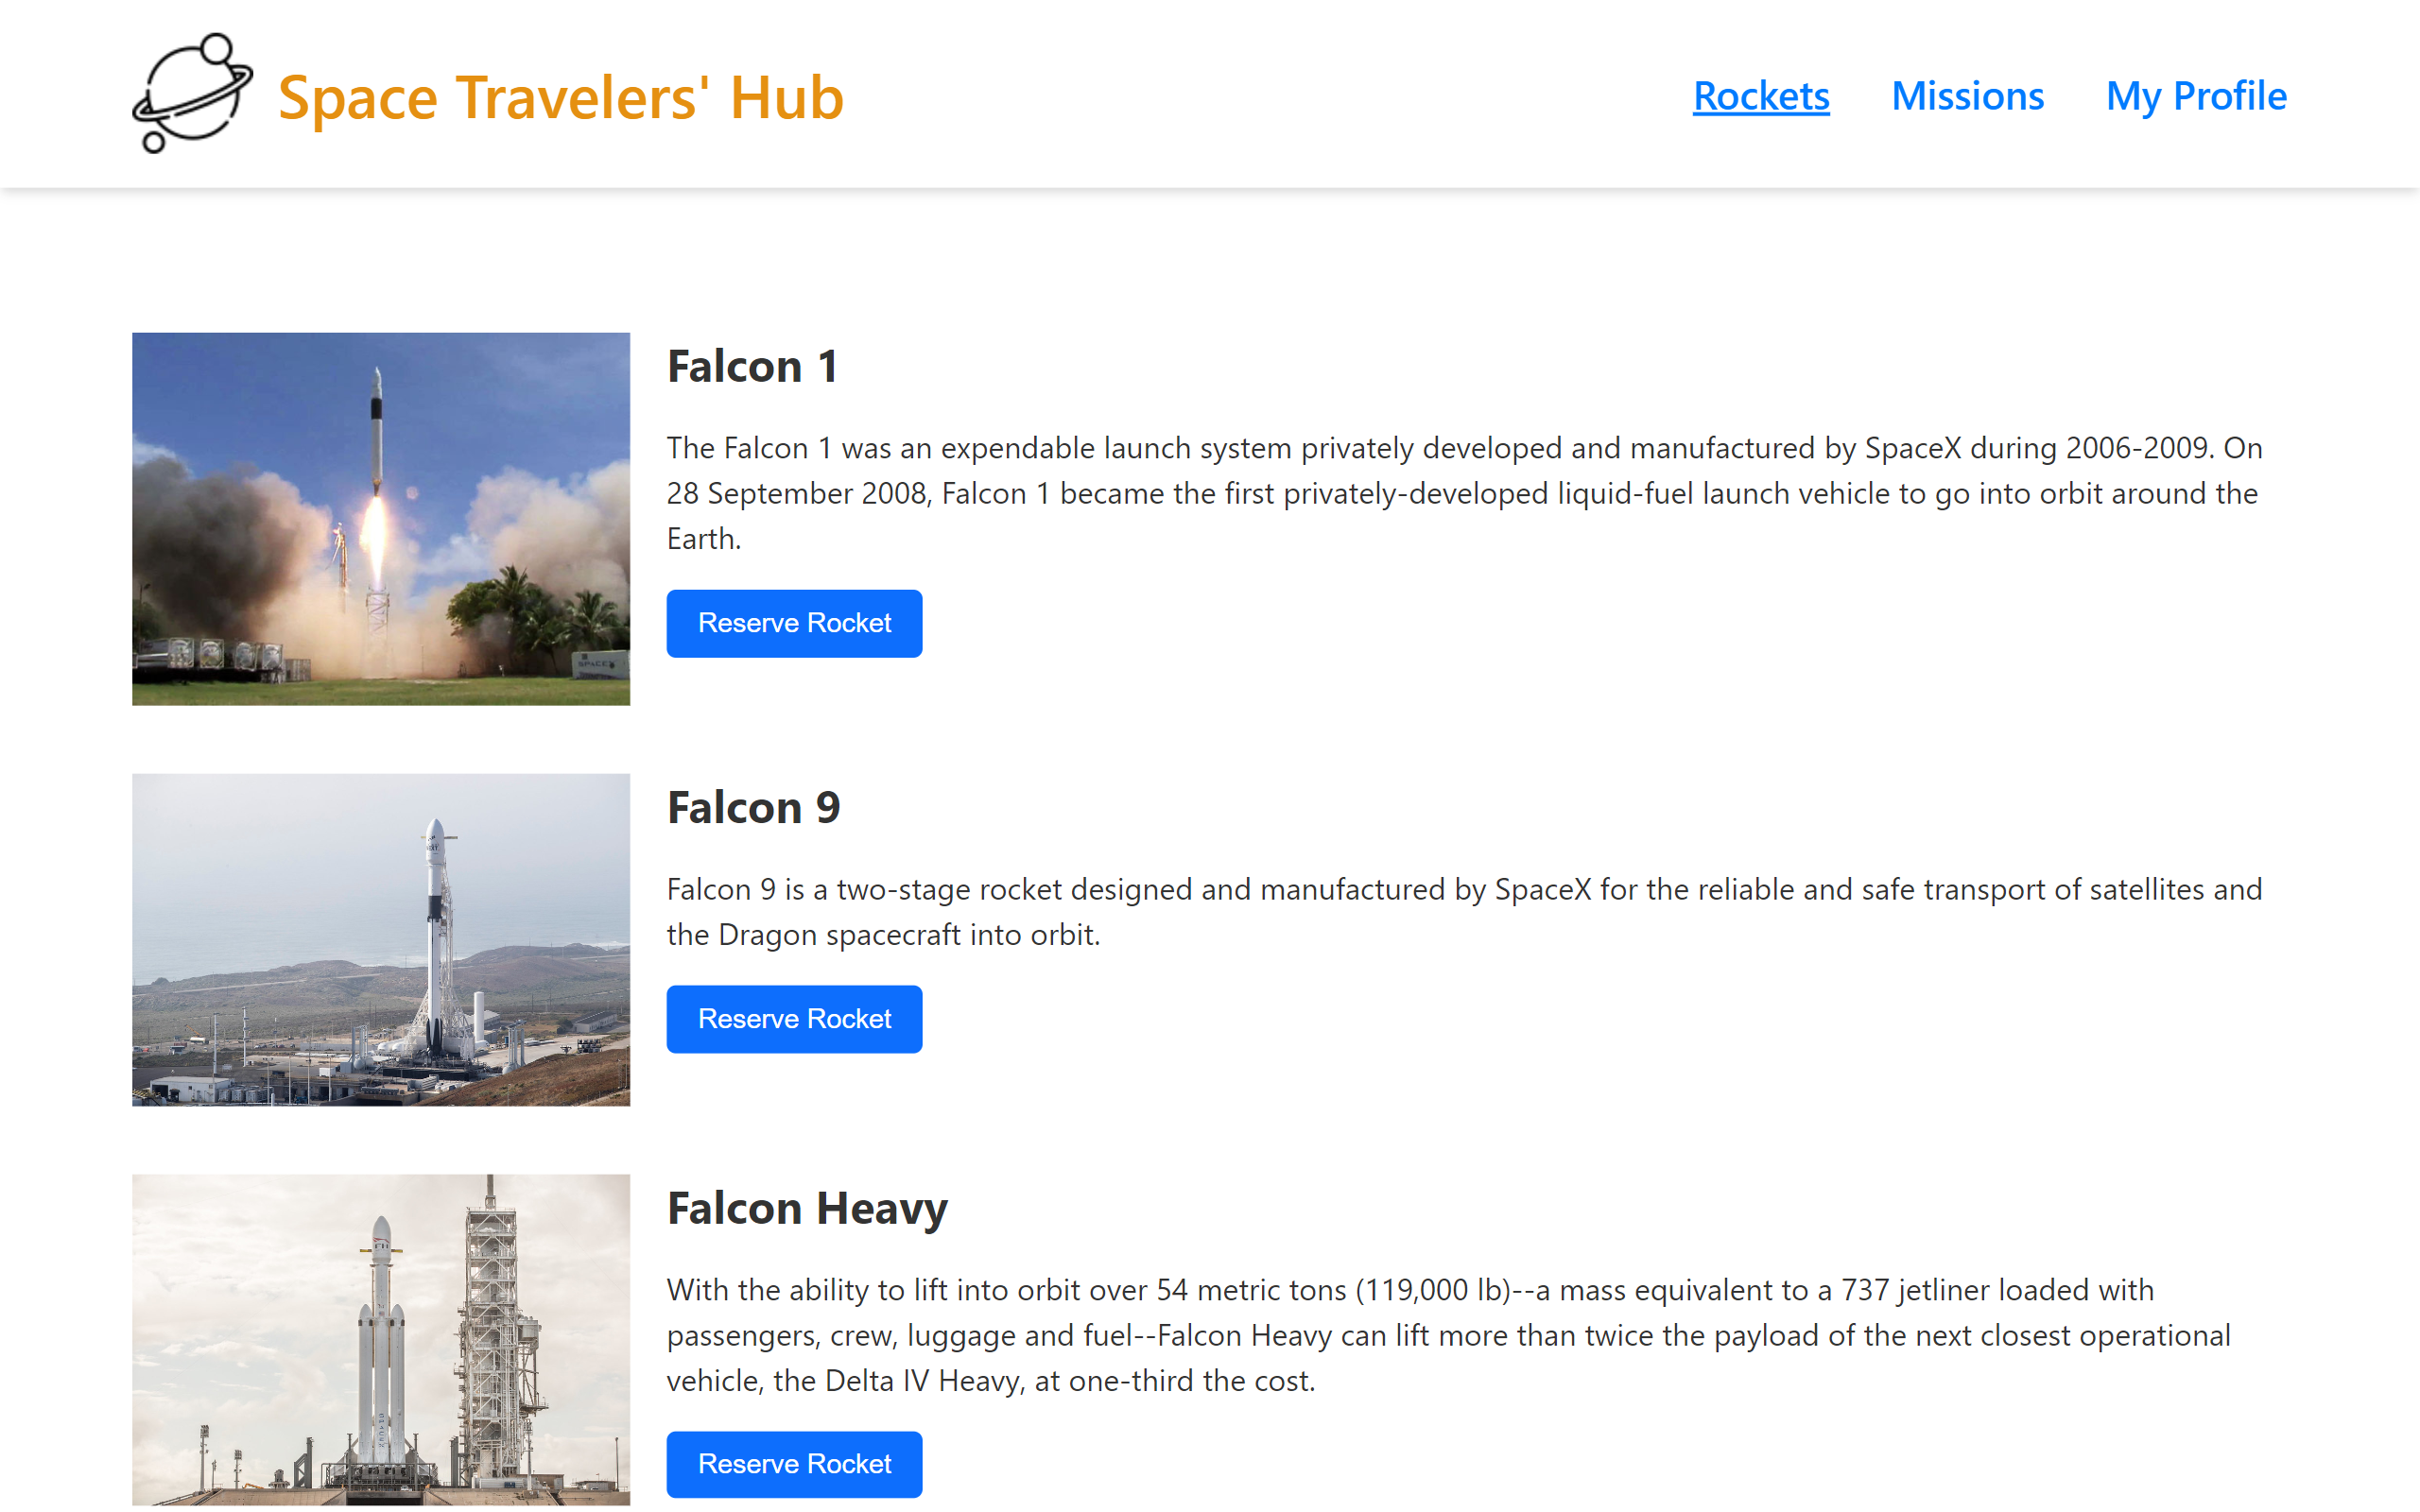 Space Travelers' Hub
Rockets
Missions
My Profile
Falcon 1
The Falcon 1 was an expendable launch system privately developed and manufactured by SpaceX during 2006-2009. On
28 September 2008, Falcon 1 became the first privately-developed liquid-fuel launch vehicle to go into orbit around the
Earth.
Reserve Rocket
SPACEX
Falcon 9
Falcon 9 is a two-stage rocket designed and manufactured by SpaceX for the reliable and safe transport of satellites and
the Dragon spacecraft into orbit.
Reserve Rocket
Falcon Heavy
With the ability to lift into orbit over 54 metric tons (119,000 lb)--a mass equivalent to a 737 jetliner loaded with
passengers, crew, luggage and fuel--Falcon Heavy can lift more than twice the payload of the next closest operational
vehicle, the Delta IV Heavy, at one-third the cost.
Reserve Rocket